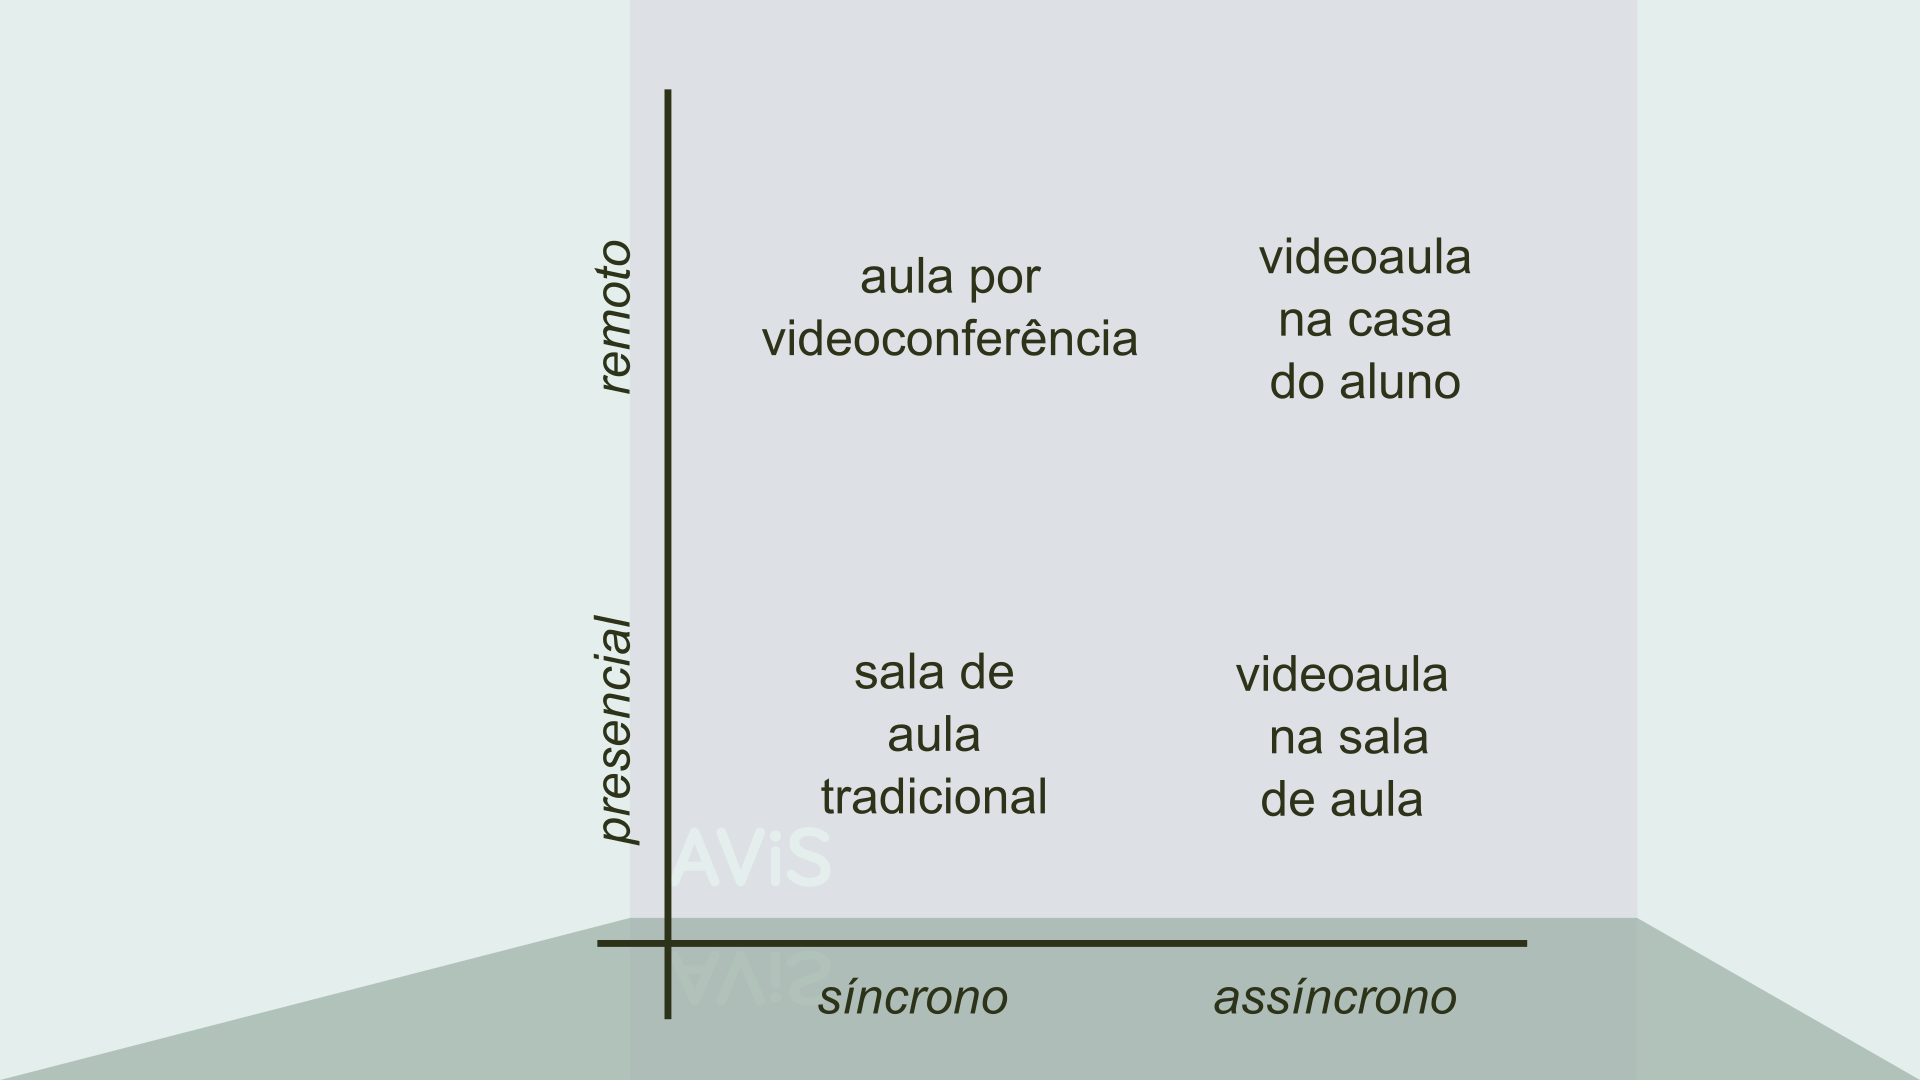 remoto
aula por
videoconferência
videoaula
na casa
do aluno
presencial
sala de
aula
tradicional
videoaula
na sala
de aula
AViS
síncrono
assíncrono